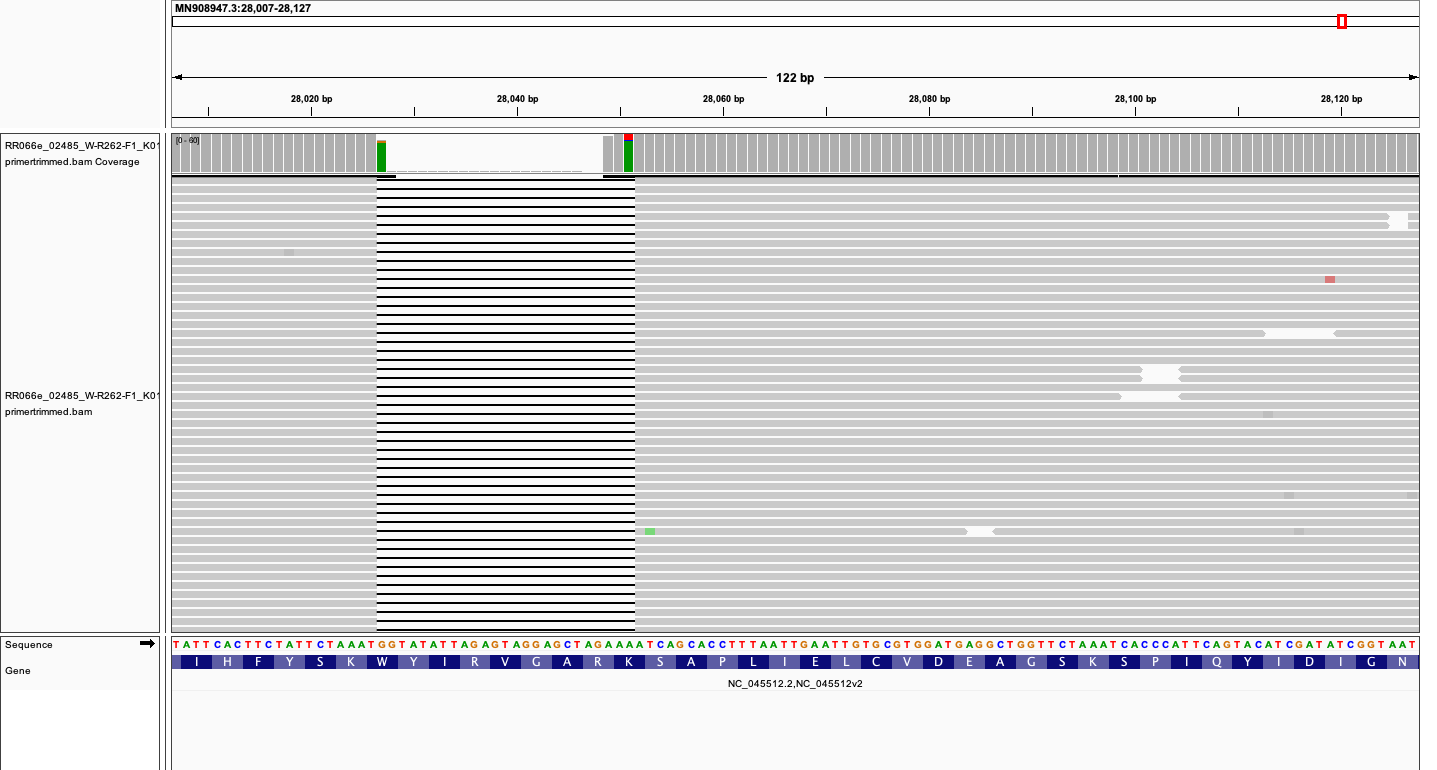 MN908947.3:28,007-28,127
122 bp
28,020 bp 28,040 bp 28,060 bp 28,080 bp 28,100 bp 28,120 bp
RR066e_02485_W-R262-F1_K01
primertrimmed.bam Coverage
[0 - 60]
RR066e_02485_W-R262-F1_K01
primertrimmed.bam
Sequence
TATTCACTTCTATTCTAAATGGTATATTAGAGTAGGAGCTAGAAAATCAGCACCTTTAATTGAATTGTGCGTGGATGAGGCTGGTTCTAAATCACCCATTCAGTACATCGATATCGGTAAT
Gene
I H F Y S K W Y I R V G A R K S A P L I E L C V D E A G S K S P I Q Y I D I G N
NC_045512.2,NC_045512v2